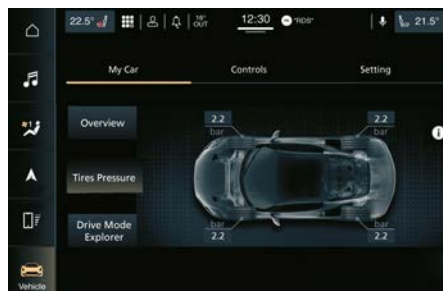 22.5°
16°
OUT
12:30
"RDS"
21.5°
My Car
Controls
Setting
Overview
2.2
bar
2.2
bar
Tires Pressure
Drive Mode
Explorer
bar
2.2
bar
2.2
Vehicle